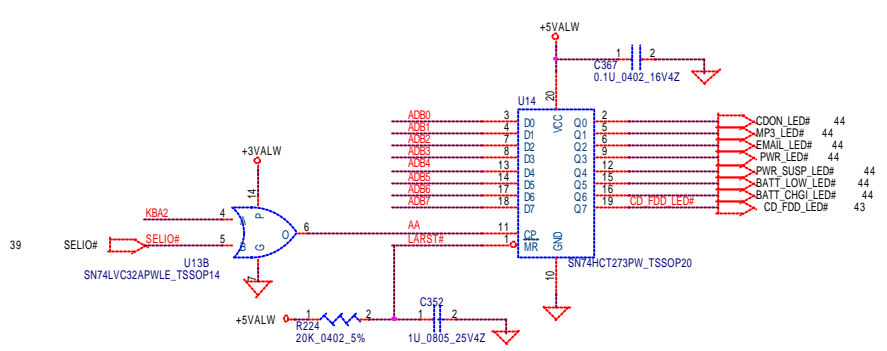 +5VALW
1 2
C367
0.1U_0402_16V4Z
20
U14
VCC
ADB0 3 D0 Q0 2 CDON_LED# 44
ADB1 4 D1 Q1 5 MP3_LED# 44
ADB2 7 D2 Q2 6 EMAIL_LED# 44
ADB3 8 D3 Q3 9 PWR_LED# 44
ADB4 13 D4 Q4 12 PWR_SUSP_LED# 44
ADB5 14 D5 Q5 15 BATT_LOW_LED# 44
ADB6 17 D6 Q6 16 BATT_CHGI_LED# 44
ADB7 18 D7 Q7 19 CD_FDD_LED# CD_FDD_LED# 43
+3VALW
14
KBA2 4 P
O 6 AA 11 CP
39 SELIO# SELIO# 5 B G
LARST# 1 MR GND
U13B
7
SN74LVC32APWLE_TSSOP14
SN74HCT273PW_TSSOP20
10
+5VALW 1 2
R224
20K_0402_5%
C352
1 2
1U_0805_25V4Z